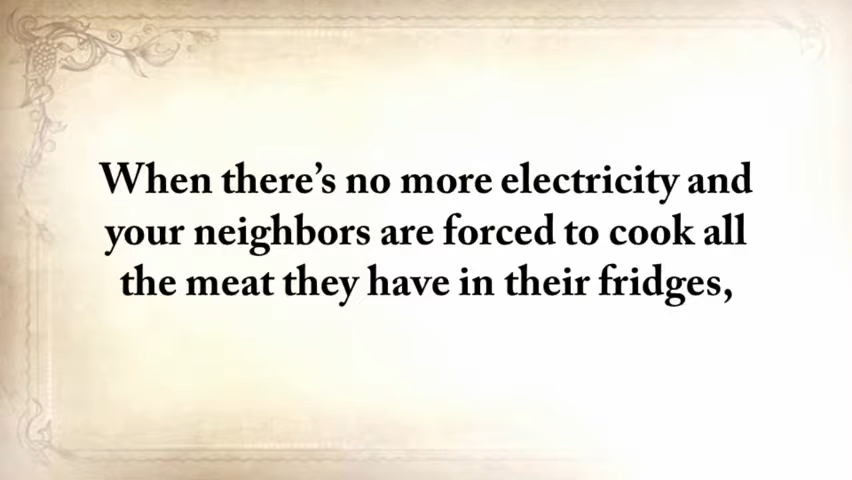 When there’s no more electricity and
your neighbors are forced to cook all
the meat they have in their fridges,